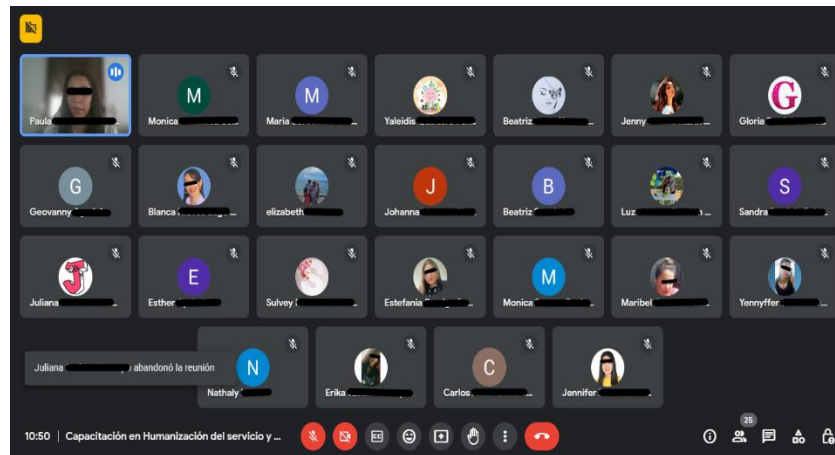 Paula
M
Monica
M
Maria
Yaleidis
Beatriz
Jenny
G
Gloria
G
Geovanny
Blanca
elizabeth
J
Johanna
B
Beatriz
Luz
S
Sandra
J
Juliana
E
Esther
Sulvey
Estefania
M
Monica
Maribel
Yennyffer
Juliana abandonó la reunión
N
Nathaly
Erika
C
Carlos
Jennifer
25
10:50 | Capacitación en Humanización del servicio y ...
CC